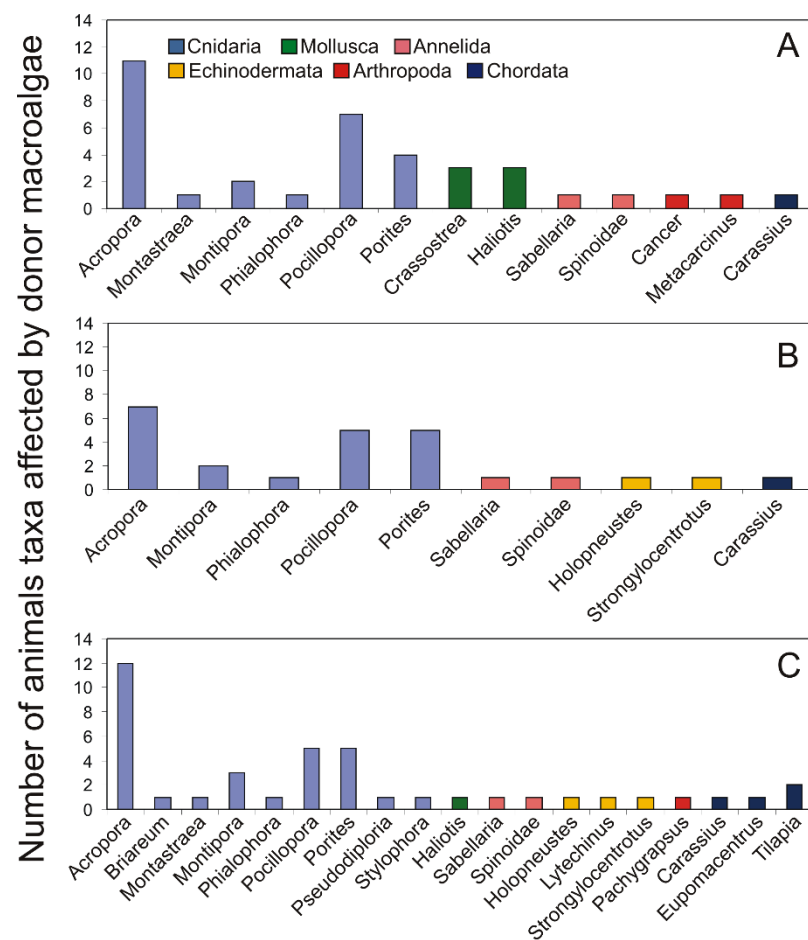 Number of animals taxa affected by donor macroalgae
14
12
10
8
6
4
2
0
Cnidaria Mollusca Annelida
Echinodermata Arthropoda Chordata
A
Acropora
Montastraea
Montipora
Phialophora
Pocillopora
Porites
Crassostrea
Haliotis
Sabellaria
Spinoidae
Cancer
Metacarcinus
Carassius
14
12
10
8
6
4
2
0
B
Acropora
Montipora
Phialophora
Pocillopora
Porites
Sabellaria
Spinoidae
Holopneustes
Strongylocentrotus
Carassius
14
12
10
8
6
4
2
0
C
Acropora
Briareum
Montastraea
Montipora
Phialophora
Pocillopora
Porites
Pseudodiploria
Stylophora
Haliotis
Sabellaria
Spinoidae
Holopneustes
Lytechinus
Strongylocentrotus
Pachygrapsus
Carassius
Eupomacentrus
Tilapia